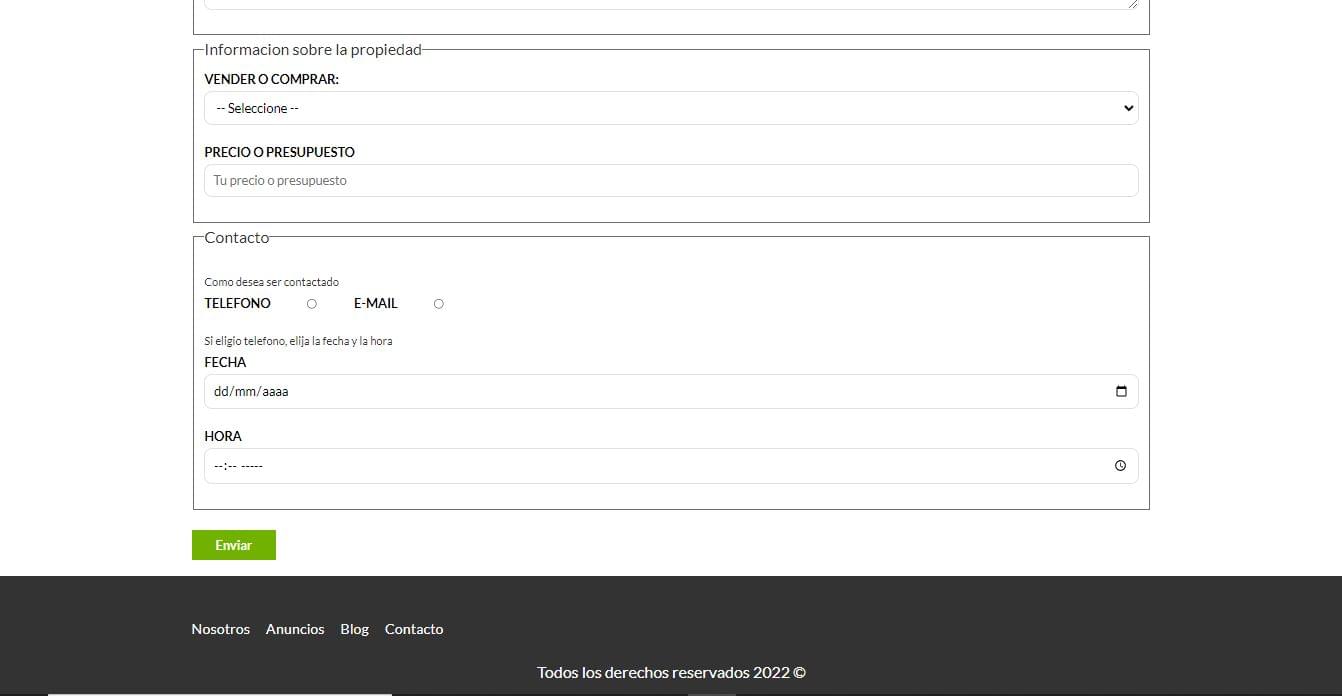 Informacion sobre la propiedad
VENDER O COMPRAR:
-- Seleccione --
PRECIO O PRESUPUESTO
Tu precio o presupuesto
Contacto
Como desea ser contactado
TELEFONO E-MAIL
Si eligio telefono, elija la fecha y la hora
FECHA
dd/mm/aaaa
HORA
--:-- -----
Enviar
Nosotros Anuncios Blog Contacto
Todos los derechos reservados 2022 ©